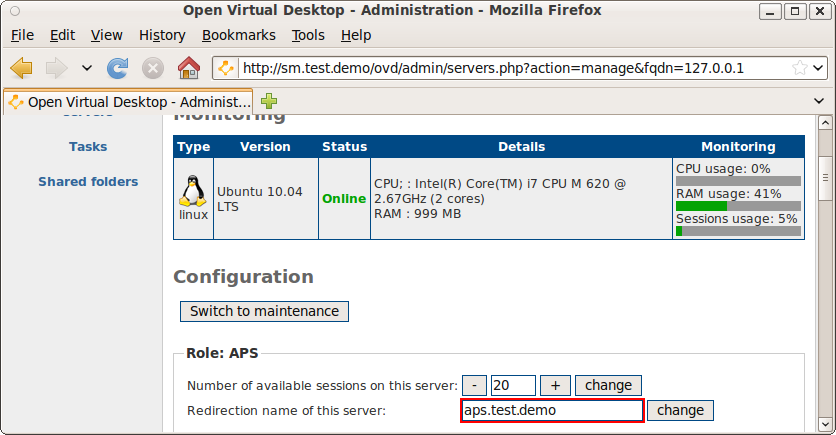 Open Virtual Desktop - Administration - Mozilla Firefox
File Edit View History Bookmarks Tools Help
http://sm.test.demo/ovd/admin/servers.php?action=manage&fqdn=127.0.0.1
Open Virtual Desktop - Administ...
Monitoring
Tasks
Shared folders
Type Version Status Details Monitoring
linux
Ubuntu 10.04
LTS
Online
CPU; : Intel(R) Core(TM) i7 CPU M 620 @
2.67GHz (2 cores)
RAM : 999 MB
CPU usage: 0%
RAM usage: 41%
Sessions usage: 5%
Configuration
Switch to maintenance
Role: APS
Number of available sessions on this server: - 20 + change
Redirection name of this server: aps.test.demo change